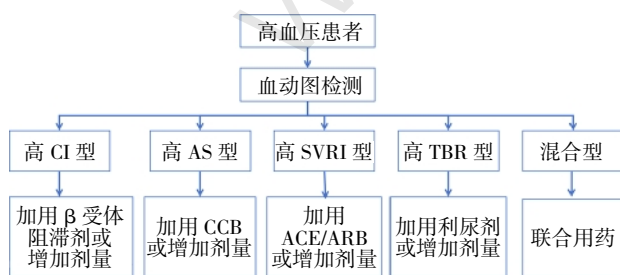 高血压患者
血动图检测
高 CI 型
高 AS 型
高 SVRI 型
高 TBR 型
混合型
加用 β 受体
阻滞剂或
增加剂量
加用 CCB
或增加剂量
加用
ACE/ARB
或增加剂量
加用利尿剂
或增加剂量
联合用药